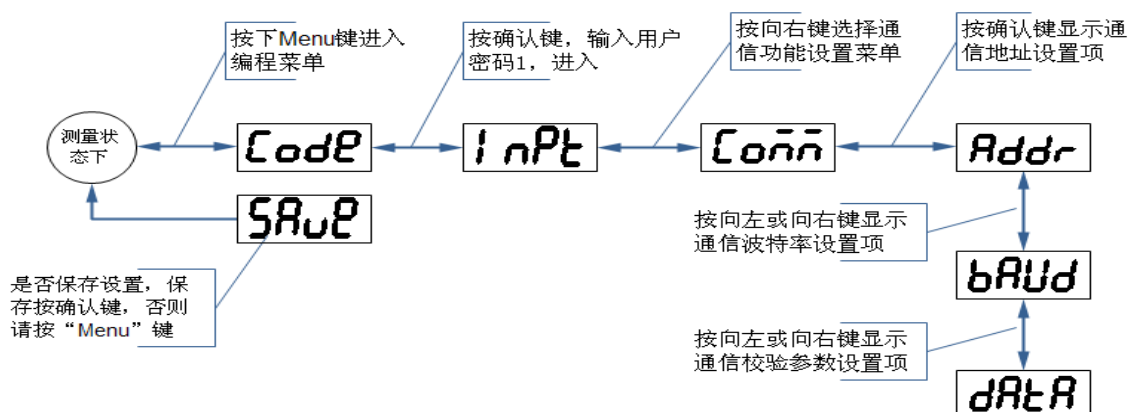 按下Menu键进入
编程菜单
按确认键，输入用户
密码1，进入
按向右键选择通
信功能设置菜单
按确认键显示通
信地址设置项
测量状
态下
CodE
InPt
Conn
Addr
SAvE
按向左或向右键显示
通信波特率设置项
bAUd
是否保存设置，保
存按确认键，否则
请按“Menu”键
按向左或向右键显示
通信校验参数设置项
dAtA